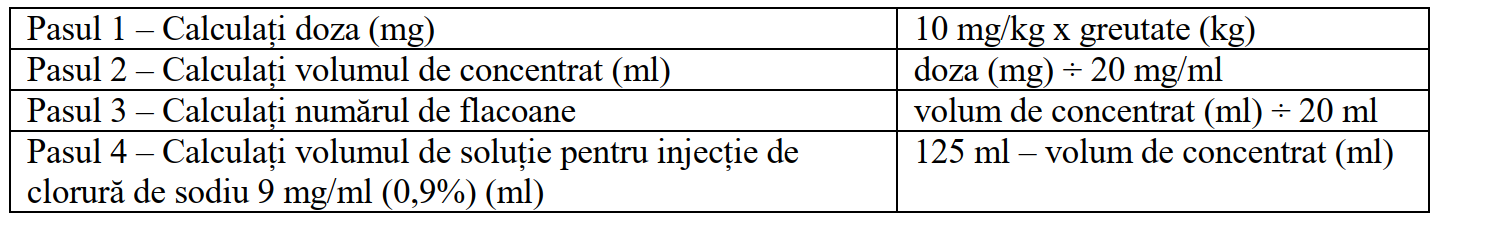 Pasul 1 – Calculați doza (mg) 10 mg/kg x greutate (kg)
Pasul 2 – Calculați volumul de concentrat (ml) doza (mg) ÷ 20 mg/ml
Pasul 3 – Calculați numărul de flacoane volum de concentrat (ml) ÷ 20 ml
Pasul 4 – Calculați volumul de soluție pentru injecție de 125 ml – volum de concentrat (ml)
clorură de sodiu 9 mg/ml (0,9%) (ml)